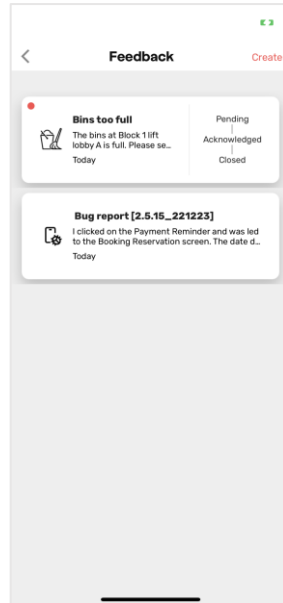 Feedback
Create
Bins too full
The bins at Block 1 lift
lobby A is full. Please se...
Today
Pending
Acknowledged
Closed
Bug report [2.5.15_221223]
I clicked on the Payment Reminder and was led
to the Booking Reservation screen. The date d...
Today